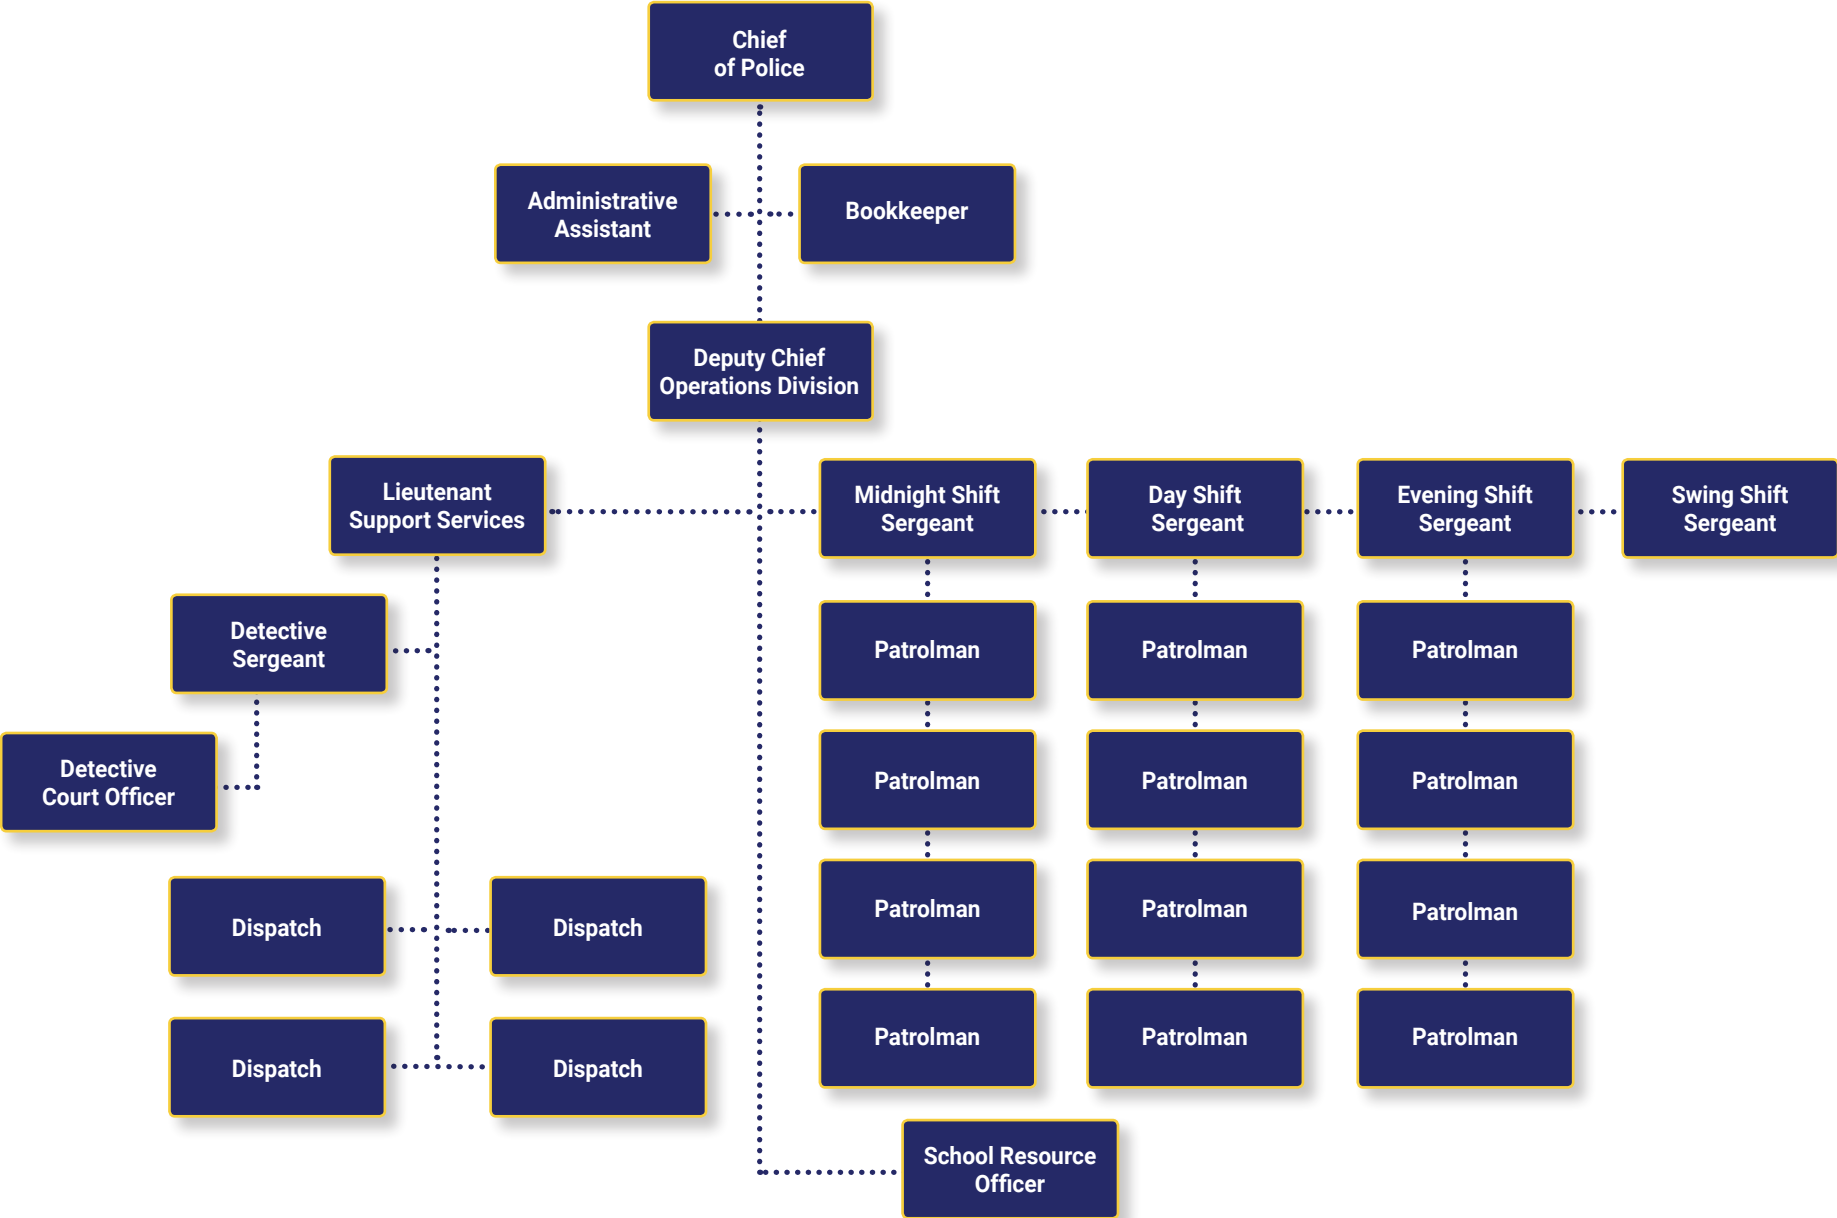 Chief
of Police
Administrative
Assistant
Bookkeeper
Deputy Chief
Operations Division
Lieutenant
Support Services
Midnight Shift
Sergeant
Day Shift
Sergeant
Evening Shift
Sergeant
Swing Shift
Sergeant
Detective
Sergeant
Patrolman
Patrolman
Patrolman
Detective
Court Officer
Patrolman
Patrolman
Patrolman
Dispatch
Dispatch
Patrolman
Patrolman
Patrolman
Dispatch
Dispatch
Patrolman
Patrolman
Patrolman
School Resource
Officer